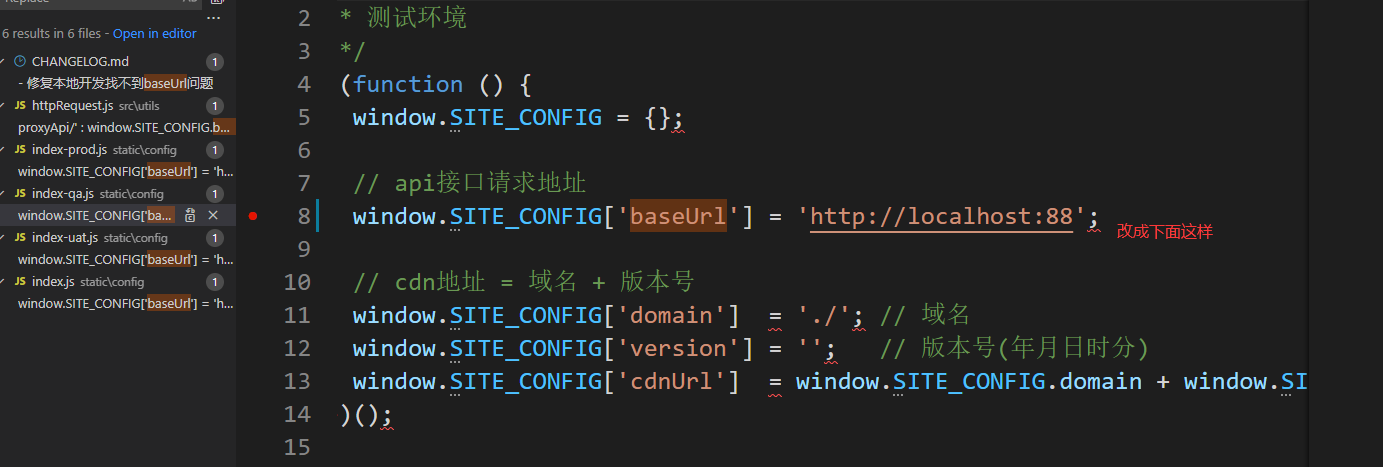 Replace
6 results in 6 files - Open in editor
CHANGELOG.md 1
- 修复本地开发找不到baseUrl问题
JS httpRequest.js src\utils 1
proxyApi/' : window.SITE_CONFIG.b...
JS index-prod.js static\config 1
window.SITE_CONFIG['baseUrl'] = 'h...
JS index-qa.js static\config 1
window.SITE_CONFIG['ba...
JS index-uat.js static\config 1
window.SITE_CONFIG['baseUrl'] = 'h...
JS index.js static\config 1
window.SITE_CONFIG['baseUrl'] = 'h...
2 * 测试环境
3 */
4 (function () {
5 window.SITE_CONFIG = {};
6
7 // api接口请求地址
8 window.SITE_CONFIG['baseUrl'] = 'http://localhost:88'; 改成下面这样
9
10 // cdn地址 = 域名 + 版本号
11 window.SITE_CONFIG['domain']  = './'; // 域名
12 window.SITE_CONFIG['version'] = '';   // 版本号(年月日时分)
13 window.SITE_CONFIG['cdnUrl']  = window.SITE_CONFIG.domain + window.SI
14 )();
15